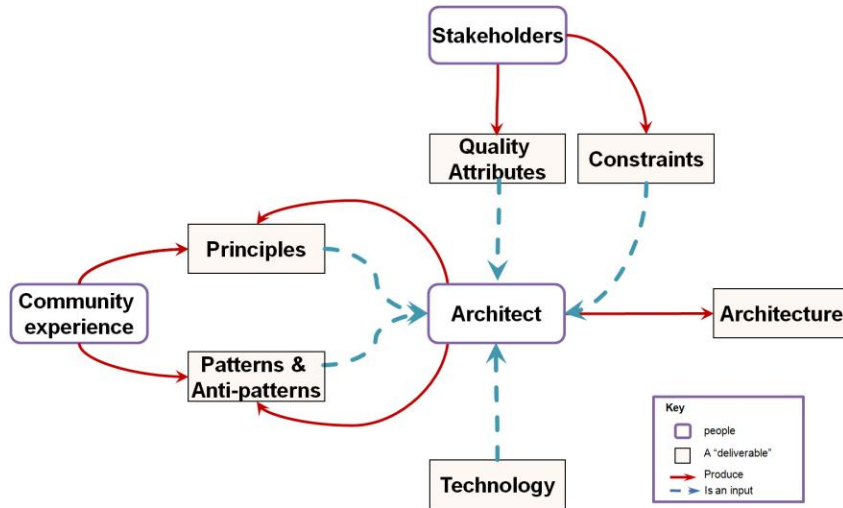 Stakeholders
Quality
Attributes
Constraints
Principles
Community
experience
Architect
Architecture
Patterns &
Anti-patterns
Technology
Key
people
A “deliverable”
Produce
Is an input